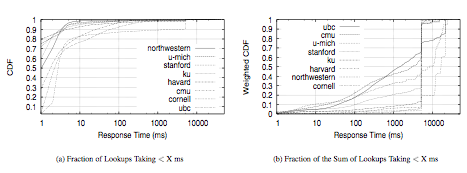 CDF
1
0.9
0.8
0.7
0.6
0.5
0.4
0.3
0.2
0.1
northwestern
u-mich
stanford
ku
havard
cmu
cornell
ubc
1 10 100 1000 10000
Response Time (ms)
(a) Fraction of Lookups Taking < X ms
Weighted CDF
1
0.9
0.8
0.7
0.6
0.5
0.4
0.3
0.2
0.1
0
ubc
cmu
u-mich
stanford
ku
havard
northwestern
cornell
1 10 100 1000 10000
Response Time (ms)
(b) Fraction of the Sum of Lookups Taking < X ms